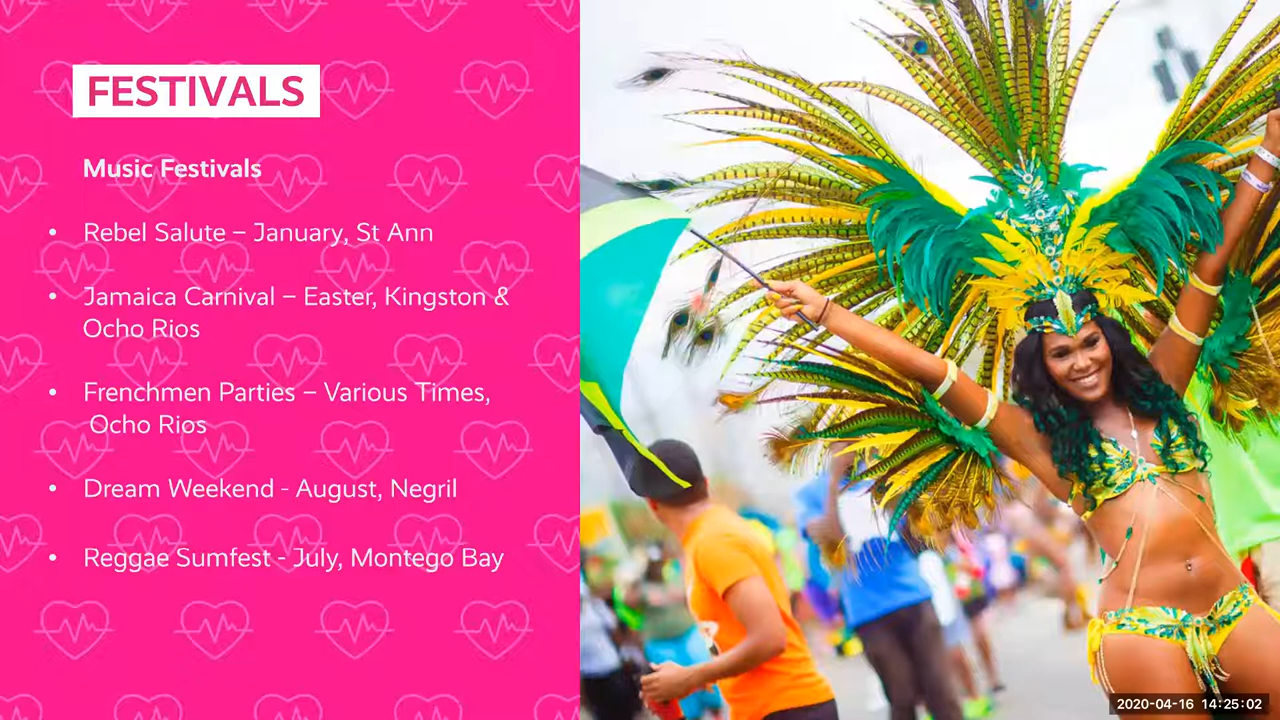 FESTIVALS
Music Festivals
• Rebel Salute – January, St Ann
• Jamaica Carnival – Easter, Kingston &
Ocho Rios
• Frenchmen Parties – Various Times,
Ocho Rios
• Dream Weekend - August, Negril
• Reggae Sumfest - July, Montego Bay
2020-04-16 14:25:02